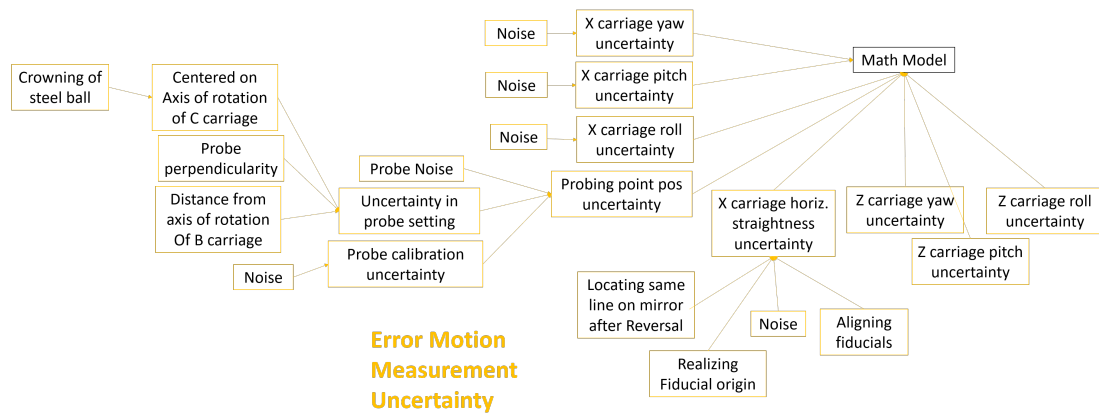 Noise
X carriage yaw
uncertainty
Math Model
Crowning of
steel ball
Centered on
Axis of rotation
of C carriage
Noise
X carriage pitch
uncertainty
Noise
X carriage roll
uncertainty
Probe
perpendicularity
Probe Noise
Probing point pos
uncertainty
Distance from
axis of rotation
Of B carriage
Uncertainty in
probe setting
X carriage horiz.
straightness
uncertainty
Z carriage yaw
uncertainty
Z carriage roll
uncertainty
Z carriage pitch
uncertainty
Noise
Probe calibration
uncertainty
Locating same
line on mirror
after Reversal
Noise
Aligning
fiducials
Realizing
Fiducial origin
Error Motion
Measurement
Uncertainty